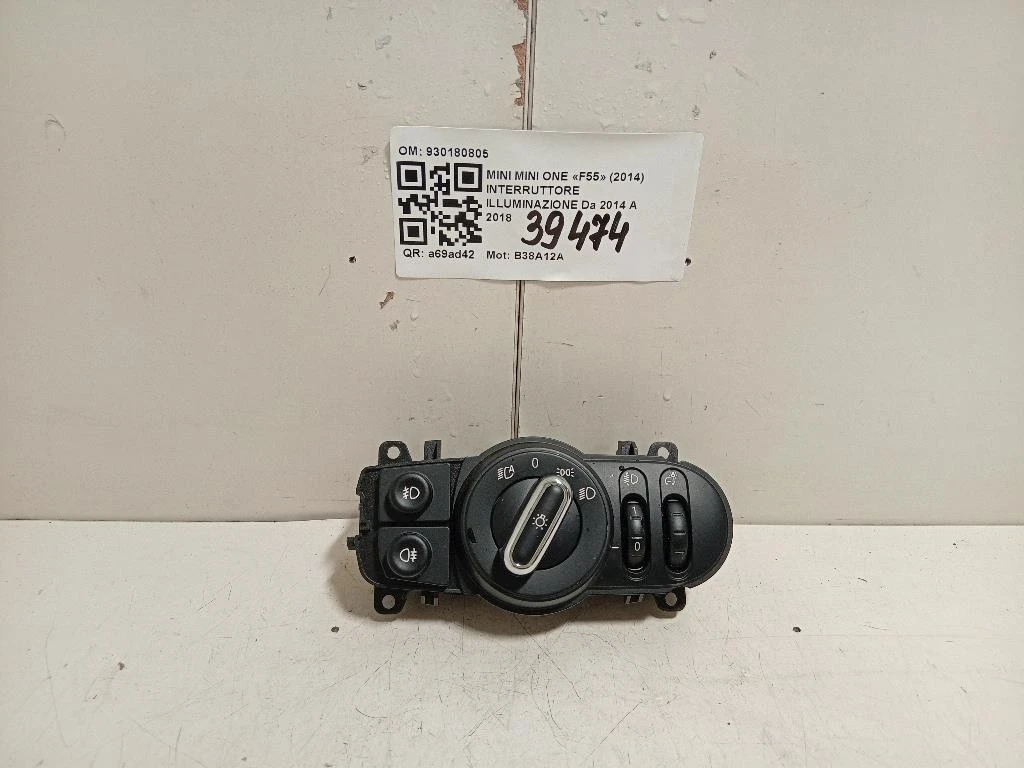 OM: 930180805
MINI MINI ONE «F55» (2014)
INTERRUTTORE
ILLUMINAZIONE Da 2014 A
2018
39474
QR: a69ad42 Mot: B38A12A
A
0
1
0